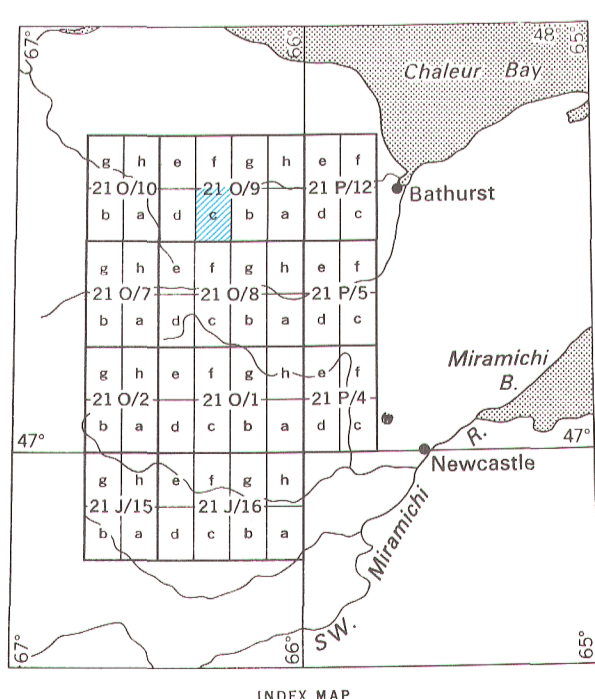 67° 66° 48° 65°
Chaleur Bay
g h e f g h e f
21 O/10 21 O/9 21 P/12
Bathurst
b a d c b a d c
g h e f g h e f
21 O/7 21 O/8 21 P/5
b a d c b a d c
Miramichi
B.
g h e f g h e f
21 O/2 21 O/1 21 P/4
b a d c b a d c
R.
47° 47°
Newcastle
g h e f g h
21 J/15 21 J/16
b a d c b a
Miramichi
SW.
67° 66° 65°
INDEX MAP